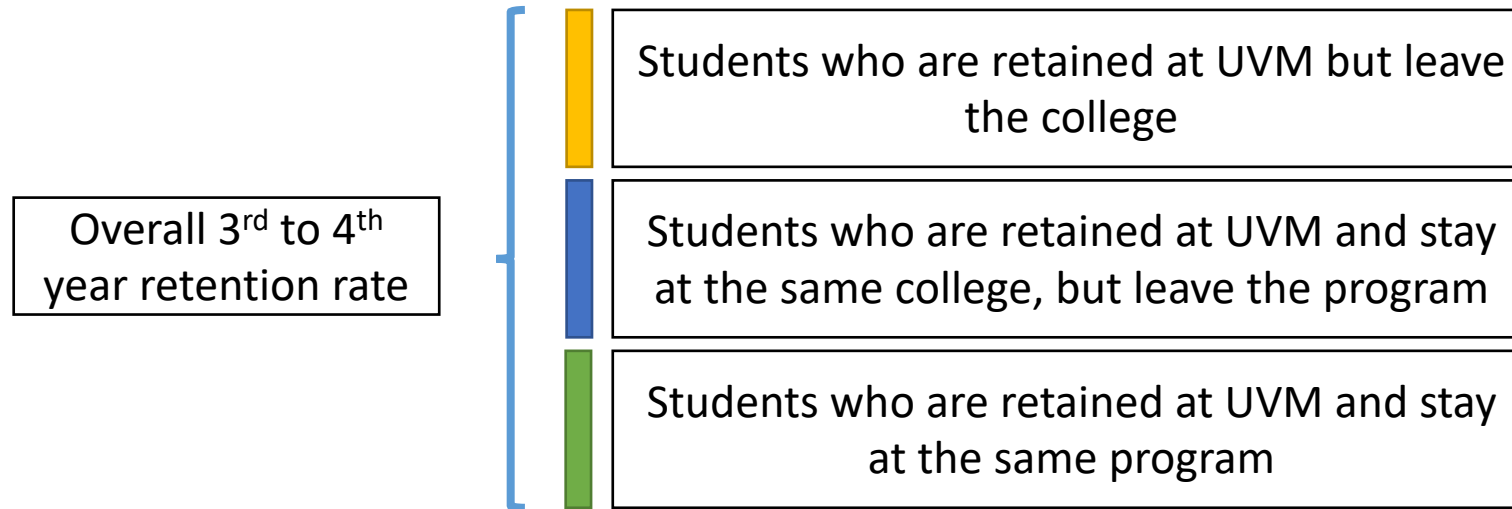 Students who are retained at UVM but leave
the college
Overall 3rd to 4th
year retention rate
Students who are retained at UVM and stay
at the same college, but leave the program
Students who are retained at UVM and stay
at the same program